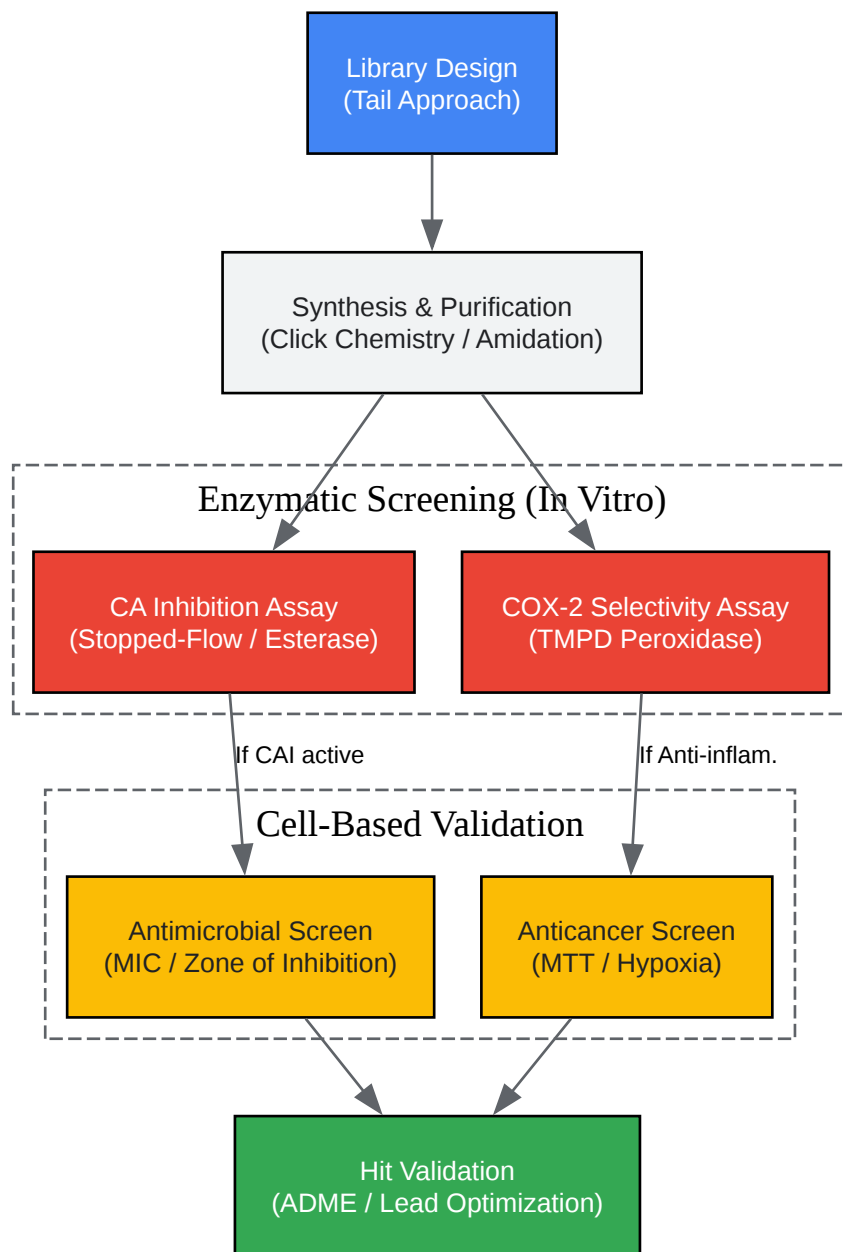 Library Design
(Tail Approach)
Synthesis & Purification
(Click Chemistry / Amidation)
Enzymatic Screening (In Vitro)
CA Inhibition Assay
(Stopped-Flow / Esterase)
COX-2 Selectivity Assay
(TMPD Peroxidase)
If CAI active
If Anti-inflam.
Cell-Based Validation
Antimicrobial Screen
(MIC / Zone of Inhibition)
Anticancer Screen
(MTT / Hypoxia)
Hit Validation
(ADME / Lead Optimization)